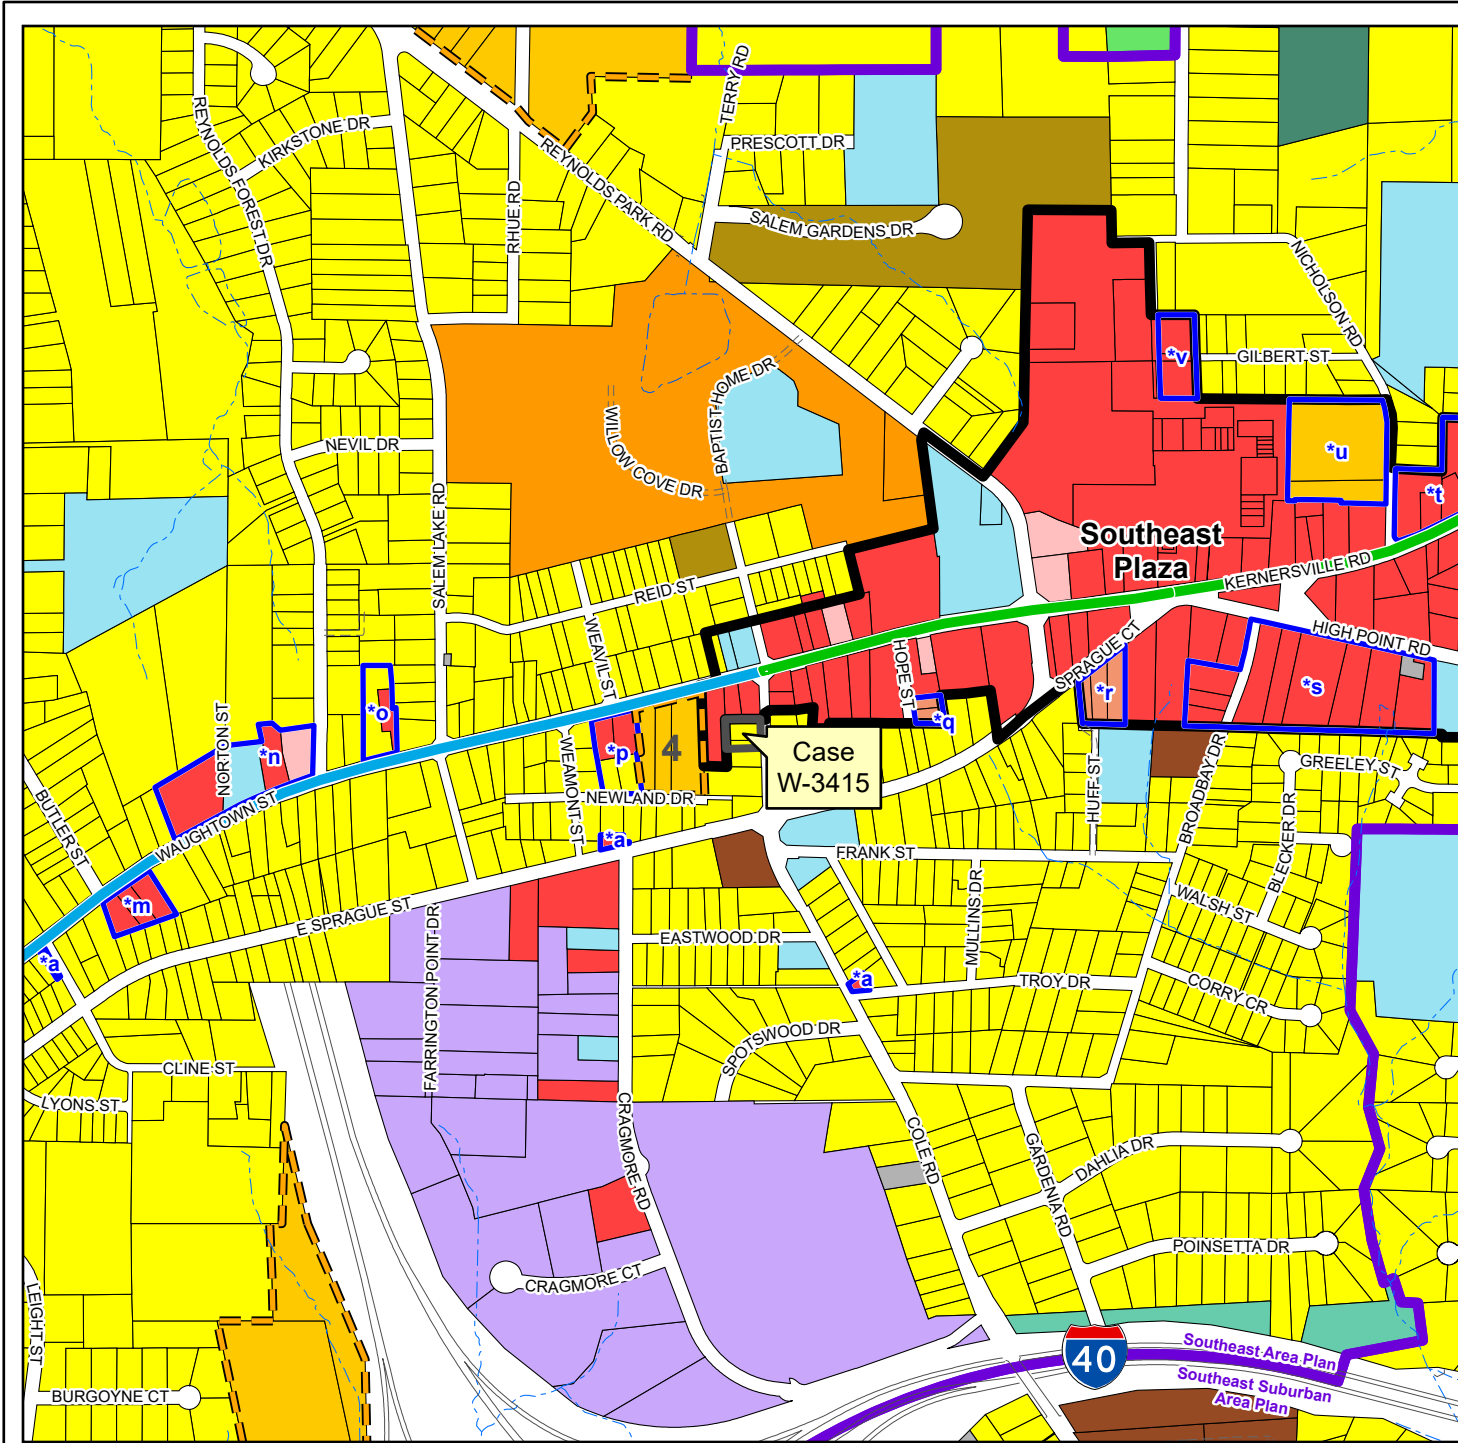 TERRY RD
REYNOLDS FOREST DR
KIRKSTONE DR
REYNOLDS PARK RD
PRESCOTT DR
RHUE RD
SALEM GARDENS DR
NICHOLSON RD
*v
GILBERT ST
BAPTIST HOME DR
WILLOW COVE DR
NEVIL DR
*u
*t
SALEM LAKE RD
Southeast
Plaza
KERNERSVILLE RD
REID ST
WEAVIL ST
HOPE ST
SPRAGUE CT
HIGH POINT RD
*r
*s
*o
*q
NORTON ST
*n
*p
4
WEAMONT ST
Case
W-3415
HUFF ST
BROADBAY DR
GREELEY ST
NEWLAND DR
BUTLER ST
WAUGHTOWN ST
*a
FRANK ST
BLECKER DR
WALSH ST
*m
E SPRAGUE ST
FARRINGTON POINT DR
EASTWOOD DR
MULLINS DR
*a
*a
TROY DR
CORRY CR
SPOTSWOOD DR
CLINE ST
LYONS ST
CRAGMORE RD
COLE RD
GARDENIA RD
DAHLIA DR
POINSETTA DR
CRAGMORE CT
LEIGHT ST
BURGOYNE CT
40
Southeast Area Plan
Southeast Suburban
Area Plan